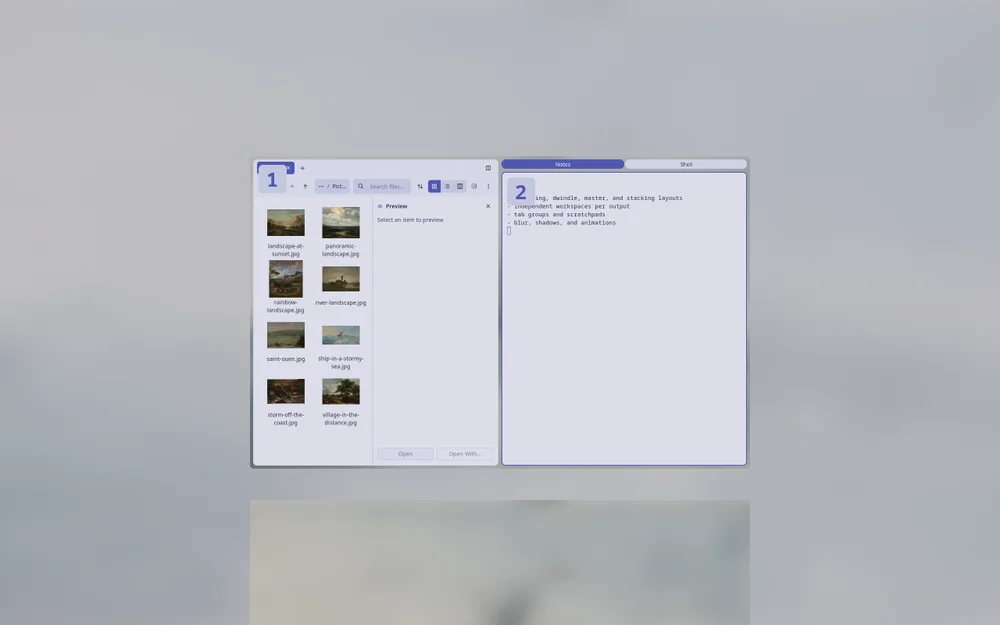 1
Pict...
Search files...
Preview
Select an item to preview
landscape-at-
sunset.jpg
panoramic-
landscape.jpg
rainbow-
landscape.jpg
river-landscape.jpg
saint-ouen.jpg
ship-in-a-stormy-
sea.jpg
storm-off-the-
coast.jpg
village-in-the-
distance.jpg
Open
Open With...
Notes
Shell
2
dwindle, master, and stacking layouts
- independent workspaces per output
- tab groups and scratchpads
- blur, shadows, and animations